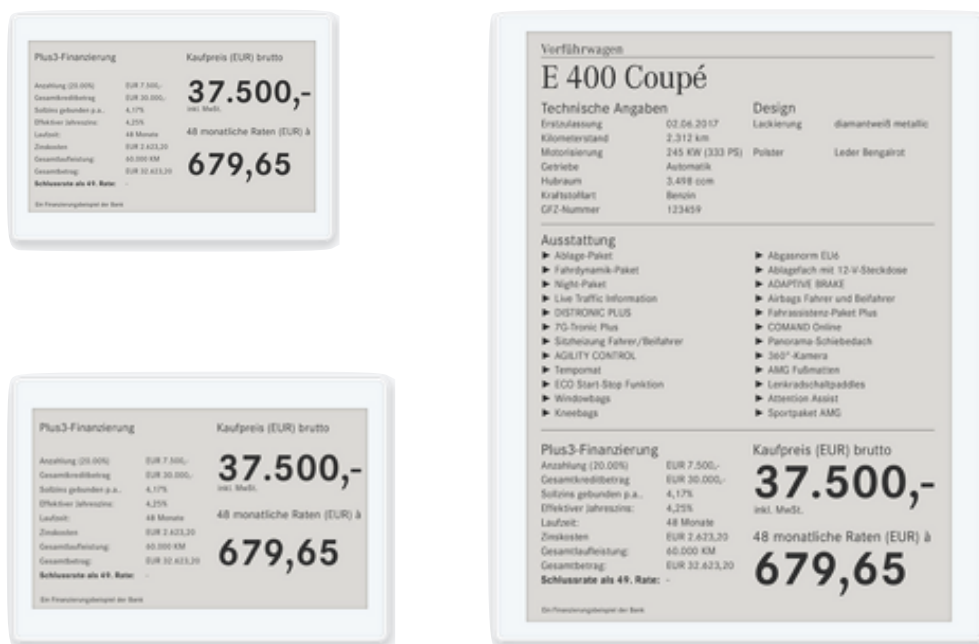 Plus3-Finanzierung
Anzahlung (20.00%) EUR 7.500,-
Gesamtkreditbetrag EUR 30.000,-
Sollzins gebunden p.a.. 4,17%
Effektiver Jahreszins: 4,25%
Laufzeit: 48 Monate
Zinskosten EUR 2.623,20
Gesamtlaufleistung: 60.000 KM
Gesamtbetrag: EUR 32.623,20
Schlussrate als 49. Rate: -
Ein Finanzierungsbeispiel der Bank
Kaufpreis (EUR) brutto
37.500,-
inkl. MwSt.
48 monatliche Raten (EUR) à
679,65
Plus3-Finanzierung
Anzahlung (20.00%) EUR 7.500,-
Gesamtkreditbetrag EUR 30.000,-
Sollzins gebunden p.a.. 4,17%
Effektiver Jahreszins: 4,25%
Laufzeit: 48 Monate
Zinskosten EUR 2.623,20
Gesamtlaufleistung: 60.000 KM
Gesamtbetrag: EUR 32.623,20
Schlussrate als 49. Rate: -
Ein Finanzierungsbeispiel der Bank
Kaufpreis (EUR) brutto
37.500,-
inkl. MwSt.
48 monatliche Raten (EUR) à
679,65
Vorführwagen
E 400 Coupé
Technische Angaben
Erstzulassung 02.06.2017
Kilometerstand 2.312 km
Motorisierung 245 KW (333 PS)
Getriebe Automatik
Hubraum 3.498 ccm
Kraftstoffart Benzin
GFZ-Nummer 123459
Design
Lackierung diamantweiß metallic
Polster Leder Bengalrot
Ausstattung
► Ablage-Paket
► Fahrdynamik-Paket
► Night-Paket
► Live Traffic Information
► DISTRONIC PLUS
► 7G-Tronic Plus
► Sitzheizung Fahrer/Beifahrer
► AGILITY CONTROL
► Tempomat
► ECO Start-Stop Funktion
► Windowbags
► Kneebags
► Abgasnorm EU6
► Ablagefach mit 12-V-Steckdose
► ADAPTIVE BRAKE
► Airbags Fahrer und Beifahrer
► Fahrassistenz-Paket Plus
► COMAND Online
► Panorama-Schiebedach
► 360°-Kamera
► AMG Fußmatten
► Lenkradschaltpaddles
► Attention Assist
► Sportpaket AMG
Plus3-Finanzierung
Anzahlung (20.00%) EUR 7.500,-
Gesamtkreditbetrag EUR 30.000,-
Sollzins gebunden p.a.. 4,17%
Effektiver Jahreszins: 4,25%
Laufzeit: 48 Monate
Zinskosten EUR 2.623,20
Gesamtlaufleistung: 60.000 KM
Gesamtbetrag: EUR 32.623,20
Schlussrate als 49. Rate: -
Ein Finanzierungsbeispiel der Bank
Kaufpreis (EUR) brutto
37.500,-
inkl. MwSt.
48 monatliche Raten (EUR) à
679,65